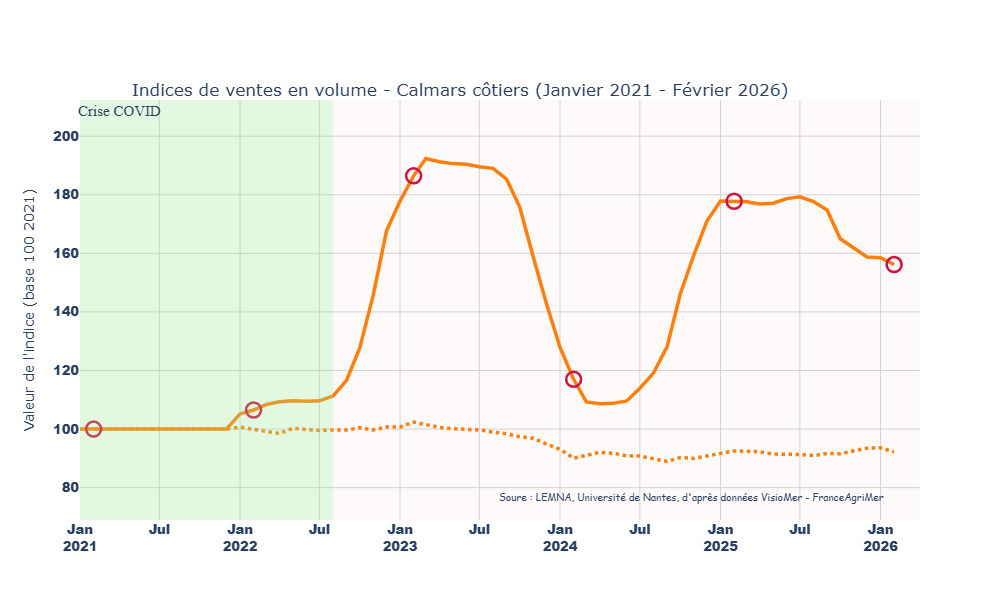 Indices de ventes en volume - Calmars côtiers (Janvier 2021 - Février 2026)
Crise COVID
Valeur de l'indice (base 100 2021)
200
180
160
140
120
100
80
Soure : LEMNA, Université de Nantes, d'après données VisioMer - FranceAgriMer
Jan Jul Jan Jul Jan Jul Jan Jul Jan Jul Jan
2021 2022 2023 2024 2025 2026